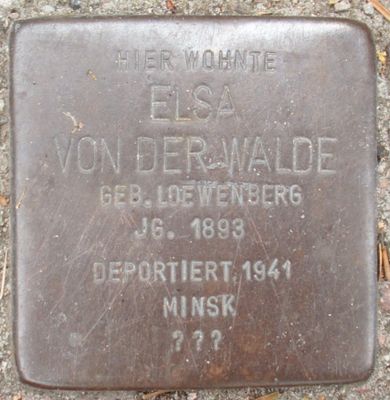 HIER WOHNTE
ELSA
VON DER WALDE
GEB. LOEWENBERG
JG. 1893
DEPORTIERT 1941
MINSK
???